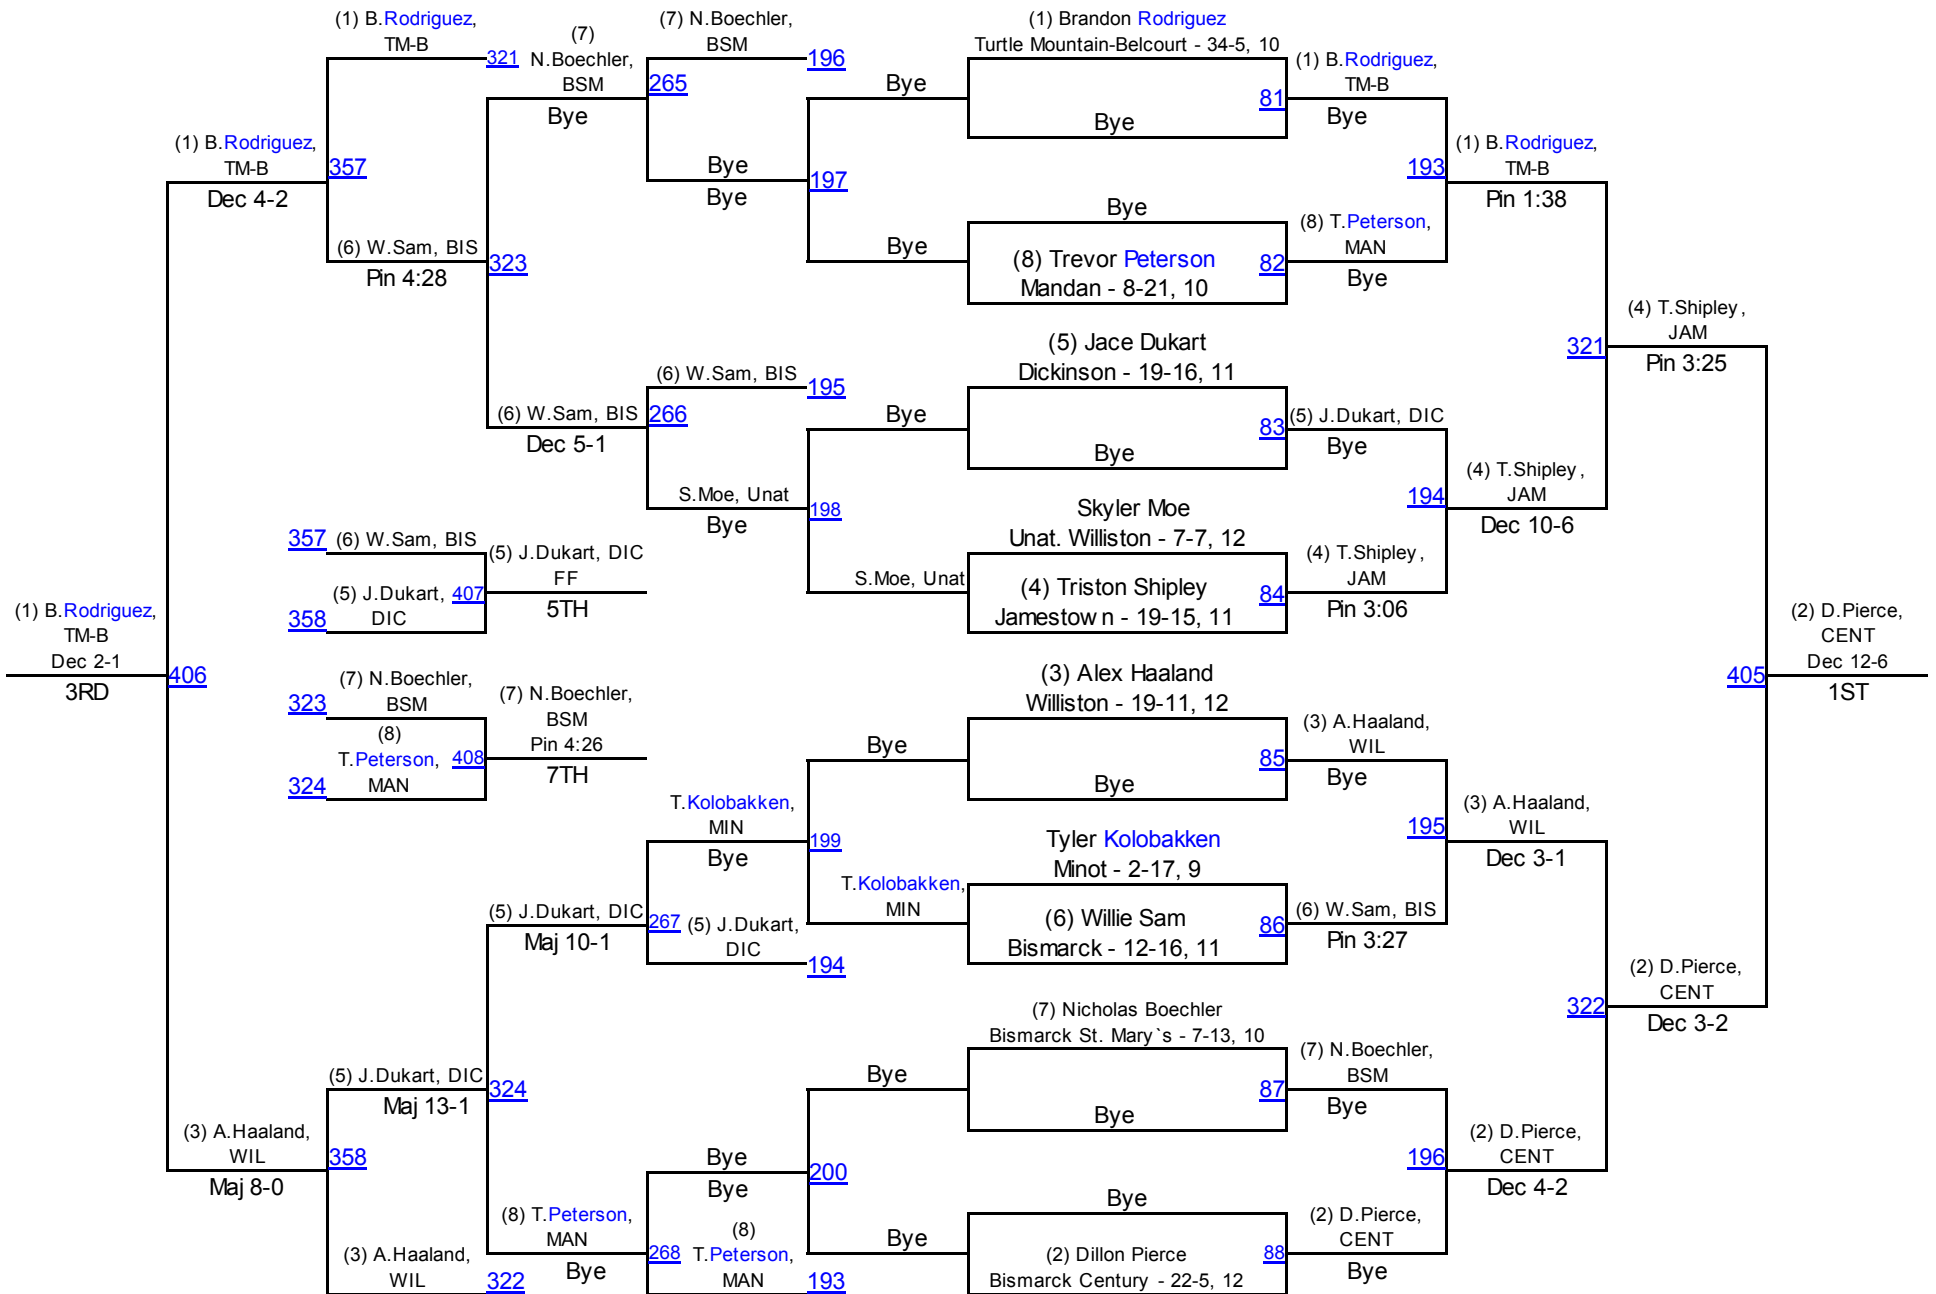 (1) B.Rodriguez,
TM-B
321
(7)
N.Boechler,
BSM
Bye
(7) N.Boechler,
BSM
196
265
Bye
Bye
197
Bye
Bye
(1) Brandon Rodriguez
Turtle Mountain-Belcourt - 34-5, 10
81
Bye
(1) B.Rodriguez,
TM-B
Bye
Bye
(8) Trevor Peterson
Mandan - 8-21, 10
82
(8) T.Peterson,
MAN
Bye
193
(1) B.Rodriguez,
TM-B
Pin 1:38
(1) B.Rodriguez,
TM-B
Dec 4-2
357
(6) W.Sam, BIS
Pin 4:28
323
(6) W.Sam, BIS
Dec 5-1
266
(6) W.Sam, BIS
195
S.Moe, Unat
Bye
198
Bye
S.Moe, Unat
(5) Jace Dukart
Dickinson - 19-16, 11
83
Bye
(5) J.Dukart, DIC
Bye
Skyler Moe
Unat. Williston - 7-7, 12
(4) Triston Shipley
Jamestown - 19-15, 11
84
(4) T.Shipley,
JAM
Pin 3:06
194
(4) T.Shipley,
JAM
Dec 10-6
321
(4) T.Shipley,
JAM
Pin 3:25
357
(6) W.Sam, BIS
(5) J.Dukart,
DIC
358
407
(5) J.Dukart, DIC
FF
5TH
(1) B.Rodriguez,
TM-B
Dec 2-1
3RD
406
323
(7) N.Boechler,
BSM
(8)
T.Peterson,
MAN
324
408
(7) N.Boechler,
BSM
Pin 4:26
7TH
405
(2) D.Pierce,
CENT
Dec 12-6
1ST
T.Kolobakken,
MIN
Bye
199
Bye
T.Kolobakken,
MIN
(3) Alex Haaland
Williston - 19-11, 12
85
Bye
(3) A.Haaland,
WIL
Bye
Tyler Kolobakken
Minot - 2-17, 9
(6) Willie Sam
Bismarck - 12-16, 11
86
(6) W.Sam, BIS
Pin 3:27
195
(3) A.Haaland,
WIL
Dec 3-1
(5) J.Dukart, DIC
Maj 10-1
267
(5) J.Dukart,
DIC
194
322
(2) D.Pierce,
CENT
Dec 3-2
(5) J.Dukart, DIC
Maj 13-1
324
(3) A.Haaland,
WIL
Maj 8-0
358
(3) A.Haaland,
WIL
322
(8) T.Peterson,
MAN
Bye
268
(8)
T.Peterson,
MAN
193
Bye
Bye
200
Bye
Bye
(7) Nicholas Boechler
Bismarck St. Mary`s - 7-13, 10
87
Bye
(7) N.Boechler,
BSM
Bye
Bye
(2) Dillon Pierce
Bismarck Century - 22-5, 12
88
(2) D.Pierce,
CENT
Bye
196
(2) D.Pierce,
CENT
Dec 4-2